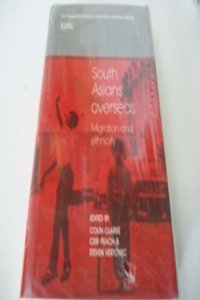 South
Asians
overseas
Migration and
ethnicity
EDITED BY
COLIN CLARKE
CERI PEACH &
STEVEN VERTOVEC